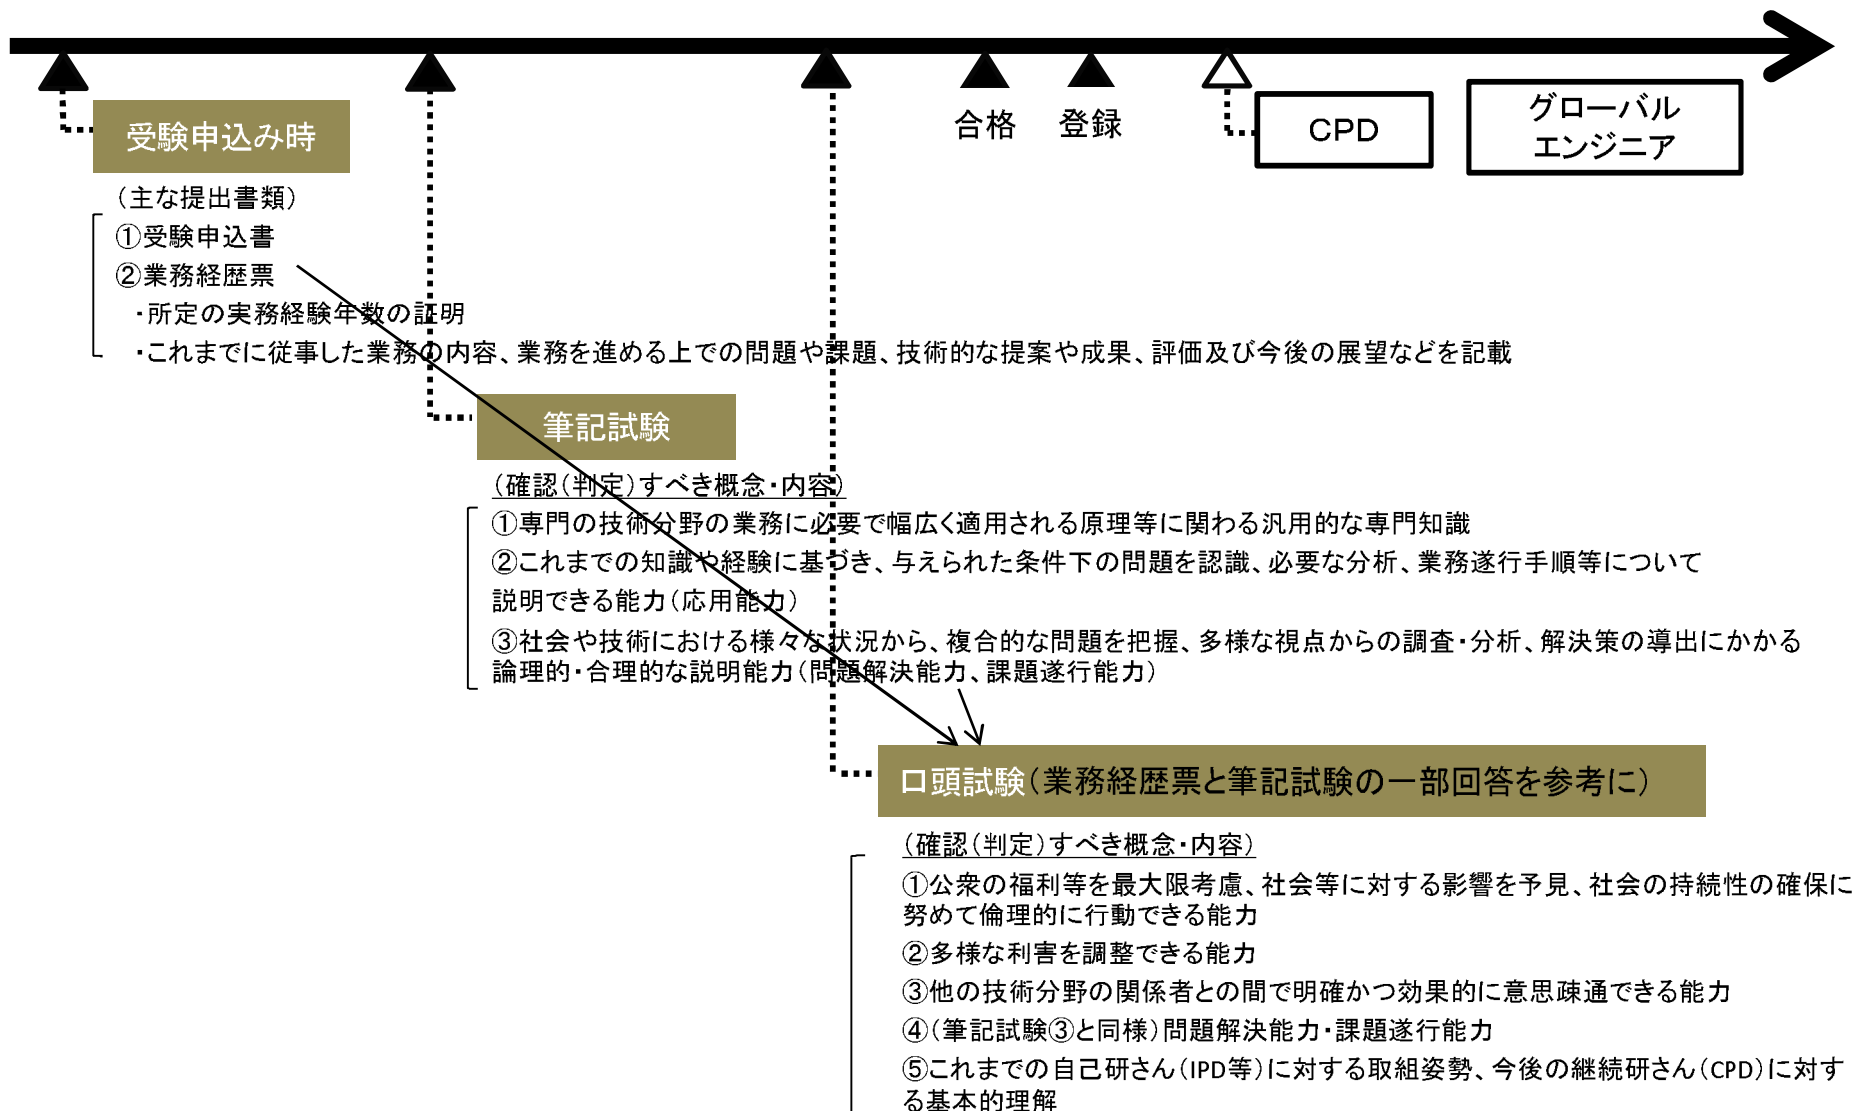 合格
登録
CPD
グローバル
エンジニア
受験申込み時
（主な提出書類）
①受験申込書
②業務経歴票
・所定の実務経験年数の証明
・これまでに従事した業務の内容、業務を進める上での問題や課題、技術的な提案や成果、評価及び今後の展望などを記載
筆記試験
（確認（判定）すべき概念・内容）
①専門の技術分野の業務に必要で幅広く適用される原理等に関わる汎用的な専門知識
②これまでの知識や経験に基づき、与えられた条件下の問題を認識、必要な分析、業務遂行手順等について
説明できる能力（応用能力）
③社会や技術における様々な状況から、複合的な問題を把握、多様な視点からの調査・分析、解決策の導出にかかる
論理的・合理的な説明能力（問題解決能力、課題遂行能力）
口頭試験（業務経歴票と筆記試験の一部回答を参考に）
（確認（判定）すべき概念・内容）
①公衆の福利等を最大限考慮、社会等に対する影響を予見、社会の持続性の確保に
努めて倫理的に行動できる能力
②多様な利害を調整できる能力
③他の技術分野の関係者との間で明確かつ効果的に意思疎通できる能力
④（筆記試験③と同様）問題解決能力・課題遂行能力
⑤これまでの自己研さん（IPD等）に対する取組姿勢、今後の継続研さん（CPD）に対す
る基本的理解